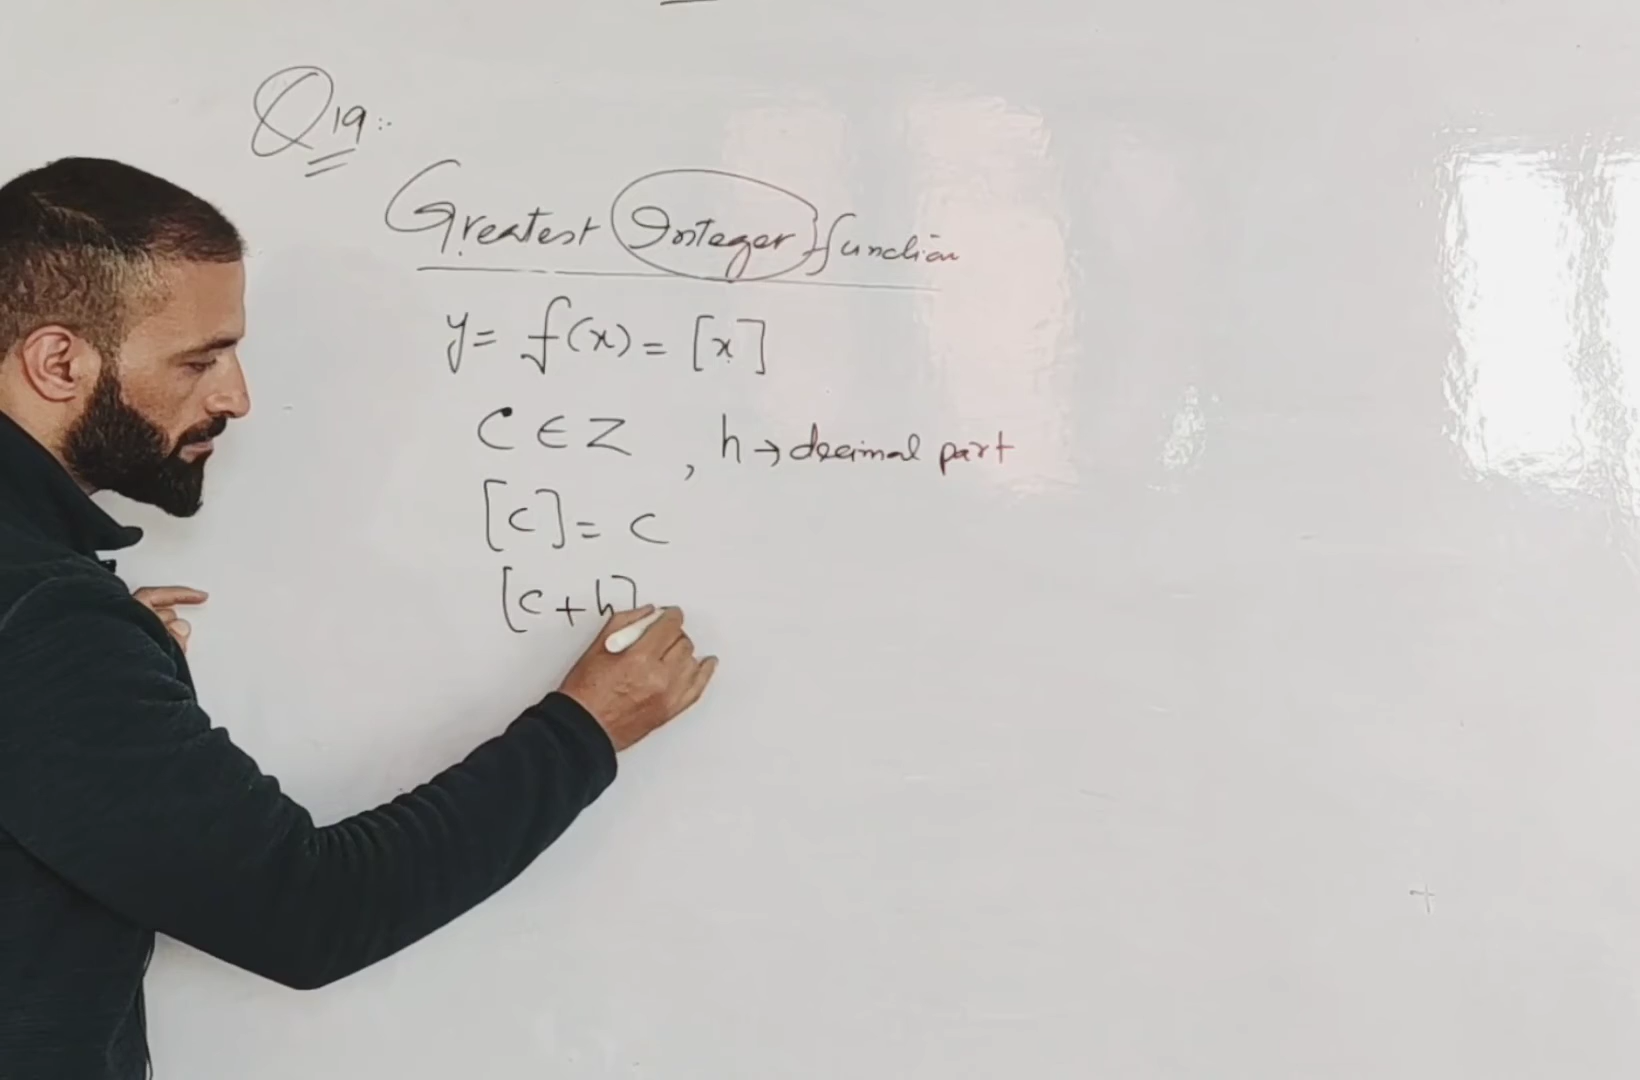 Q19:
Greatest Integer function
y = f(x) = [x]
C ∈ Z , h → decimal part
[c] = c
[c+h] =